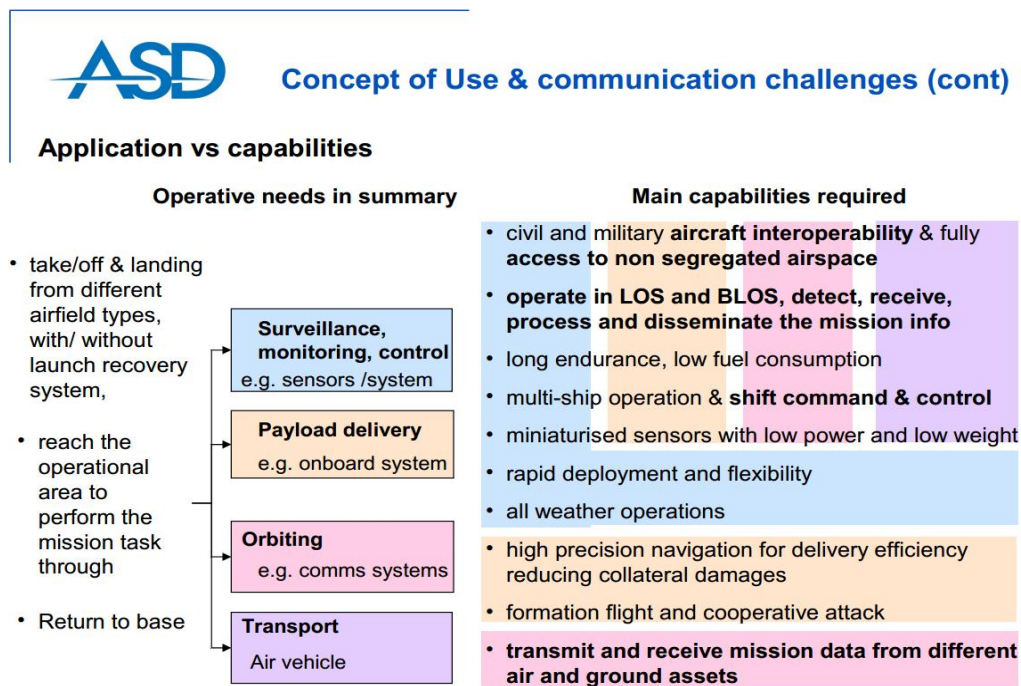 ASD
Concept of Use & communication challenges (cont)
Application vs capabilities
Operative needs in summary
• take/off & landing
from different
airfield types,
with/ without
launch recovery
system,
• reach the
operational
area to
perform the
mission task
through
• Return to base
Surveillance,
monitoring, control
e.g. sensors /system
Payload delivery
e.g. onboard system
Orbiting
e.g. comms systems
Transport
Air vehicle
Main capabilities required
• civil and military aircraft interoperability & fully
access to non segregated airspace
• operate in LOS and BLOS, detect, receive,
process and disseminate the mission info
• long endurance, low fuel consumption
• multi-ship operation & shift command & control
• miniaturised sensors with low power and low weight
• rapid deployment and flexibility
• all weather operations
• high precision navigation for delivery efficiency
reducing collateral damages
• formation flight and cooperative attack
• transmit and receive mission data from different
air and ground assets